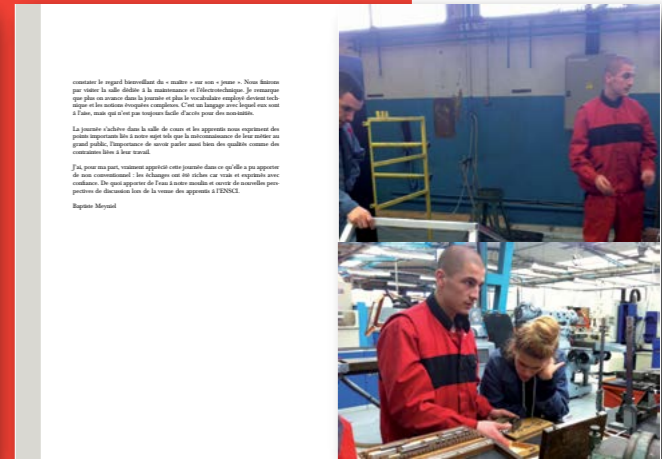 constater le regard bienveillant du « maître » sur son « jeune ». Nous finirons
par visiter la salle dédiée à la maintenance et l'électrotechnique. Je remarque
que plus on avance dans la journée et plus le vocabulaire employé devient tech-
nique et les notions évoquées complexes. C'est un langage avec lequel eux sont
à l'aise, mais qui n'est pas toujours facile d'accès pour des non-initiés.
La journée s'achève dans la salle de cours et les apprentis nous expriment des
points importants liés à notre sujet tels que la méconnaissance de leur métier au
grand public, l'importance de savoir parler aussi bien des qualités comme des
contraintes liées à leur travail.
J'ai, pour ma part, vraiment apprécié cette journée dans ce qu'elle a pu apporter
de non conventionnel : les échanges ont été riches car vrais et exprimés avec
confiance. De quoi apporter de l'eau à notre moulin et ouvrir de nouvelles pers-
pectives de discussion lors de la venue des apprentis à l'ENSCI.
Baptiste Meyniel